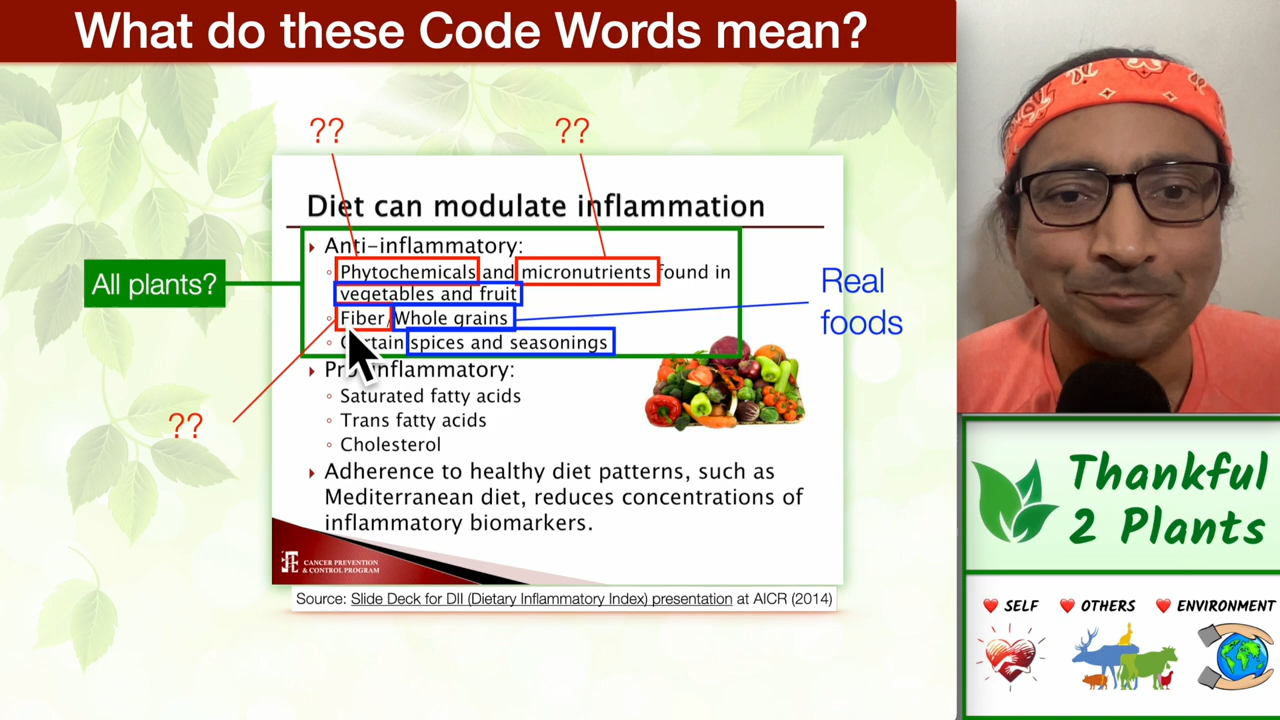 What do these Code Words mean?
??
??
Diet can modulate inflammation
Anti-inflammatory:
Phytochemicals and micronutrients found in
vegetables and fruit
Fiber/Whole grains
spices and seasonings
All plants?
Real
foods
??
inflammatory:
Saturated fatty acids
Trans fatty acids
Cholesterol
Adherence to healthy diet patterns, such as
Mediterranean diet, reduces concentrations of
inflammatory biomarkers.
CANCER PREVENTION
& CONTROL PROGRAM
Source: Slide Deck for DII (Dietary Inflammatory Index) presentation at AICR (2014)
Thankful
2 Plants
SELF
OTHERS
ENVIRONMENT